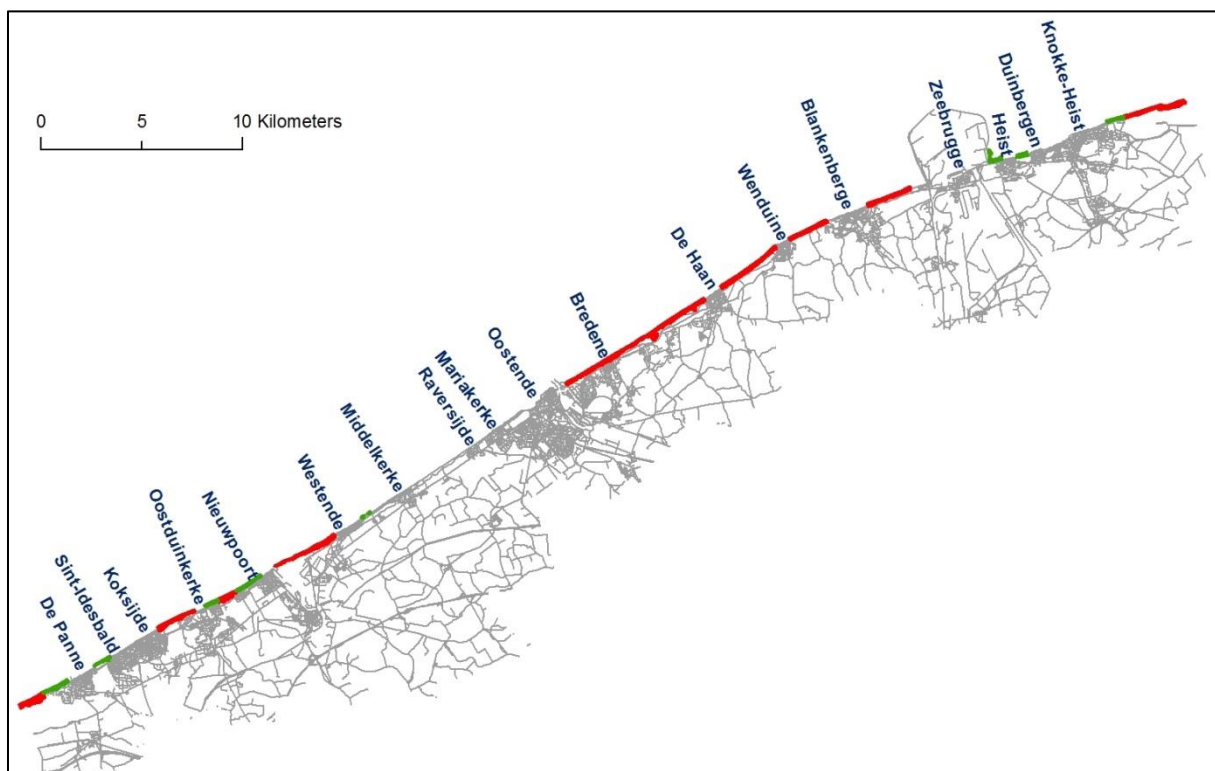 0 5 10 Kilometers
De Panne
Sint-Idesbald
Koksijde
Oostduinkerke
Nieuwpoort
Westende
Middelkerke
Raversijde
Mariakerke
Oostende
Bredene
De Haan
Wenduine
Blankenberge
Zeebrugge
Heist
Duinbergen
Knokke-Heist